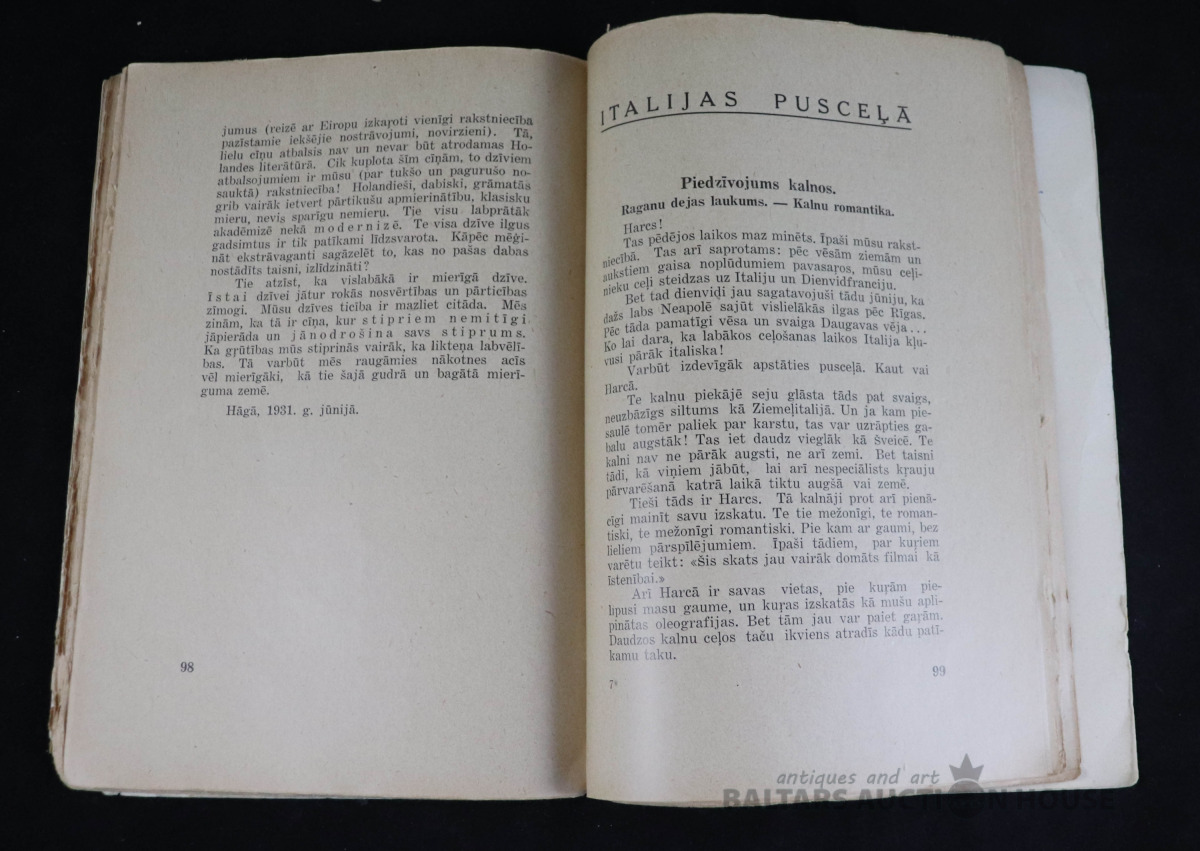 jumus (reizē ar Eiropu izkaŗoti vienīgi rakstniecība
pazīstamie iekšējie nostrāvojumi, novirzieni). Tā,
lielu cīņu atbalsis nav un nevar būt atrodamas Ho-
landes literātūrā. Cik kuplota šīm cīņām, to dzīviem
atbalsojumiem ir mūsu (par tukšo un pagurušo no-
sauktā) rakstniecība! Holandieši, dabiski, grāmatās
grib vairāk ietvert pārtikušu apmierinātību, klasisku
mieru, nevis sparīgu nemieru. Tie visu labprātāk
akadēmizē nekā modernizē. Te visa dzīve ilgus
gadsimtus ir tik patīkami līdzsvarota. Kāpēc mēģi-
nāt ekstrāvaganti sagāzelēt to, kas no pašas dabas
nostādīts taisni, izlīdzināti?
Tie atzīst, ka vislabākā ir mierīgā dzīve.
Īstai dzīvei jātur rokās nosvērtības un pārticības
zīmogi. Mūsu dzīves ticība ir mazliet citāda. Mēs
zinām, ka tā ir cīņa, kur stipriem nemitīgi
jāpierāda un jānodrošina savs stiprums.
Ka gŗūtības mūs stiprinās vairāk, ka likteņa labvēlī-
bas. Tā varbūt mēs raugāmies nākotnes acīs
vēl mierīgāki, kā tie šajā gudrā un bagātā mierī-
guma zemē.
Hāgā, 1931. g. jūnijā.
98
ITALIJAS PUSCEĻĀ
Piedzīvojums kalnos.
Raganu dejas laukums. — Kalnu romantika.
Harcs!
Tas pēdējos laikos maz minēts. Īpaši mūsu rakst-
niecībā. Tas arī saprotams: pēc vēsām ziemām un
aukstiem gaisa noplūdumiem pavasaŗos, mūsu ceļi-
nieku ceļi steidzas uz Italiju un Dienvidfranciju.
Bet tad dienvidi jau sagatavojuši tādu jūniju, ka
dažs labs Neapolē sajūt vislielākās ilgas pēc Rīgas.
Pēc tāda pamatīgi vēsa un svaiga Daugavas vēja...
Ko lai dara, ka labākos ceļošanas laikos Italija kļu-
vusi pārāk italiska!
Varbūt izdevīgāk apstāties pusceļā. Kaut vai
Harcā.
Te kalnu piekājē seju glāsta tāds pat svaigs,
neuzbāzīgs siltums kā Ziemeļitalijā. Un ja kam pie-
saulē tomēr paliek par karstu, tas var uzrāpties ga-
balu augstāk! Tas iet daudz vieglāk kā Šveicē. Te
kalni nav ne pārāk augsti, ne arī zemi. Bet taisni
tādi, kā viņiem jābūt, lai arī nespeciālists kŗauju
pārvarēšanā katrā laikā tiktu augšā vai zemē.
Tieši tāds ir Harcs. Tā kalnāji prot arī pienā-
cīgi mainīt savu izskatu. Te tie mežonīgi, te roman-
tiski, te mežonīgi romantiski. Pie kam ar gaumi, bez
lieliem pārspīlējumiem. Īpaši tādiem, par kuŗiem
varētu teikt: «Šis skats jau vairāk domāts filmai kā
īstenībai.»
Arī Harcā ir savas vietas, pie kuŗām pie-
lipusi masu gaume, un kuŗas izskatās kā mušu apli-
pinātas oleografijas. Bet tām jau var paiet gaŗām.
Daudzos kalnu ceļos taču ikviens atradīs kādu patī-
kamu taku.
7*
99
antiques and art
BALTARS AUCTION HOUSE